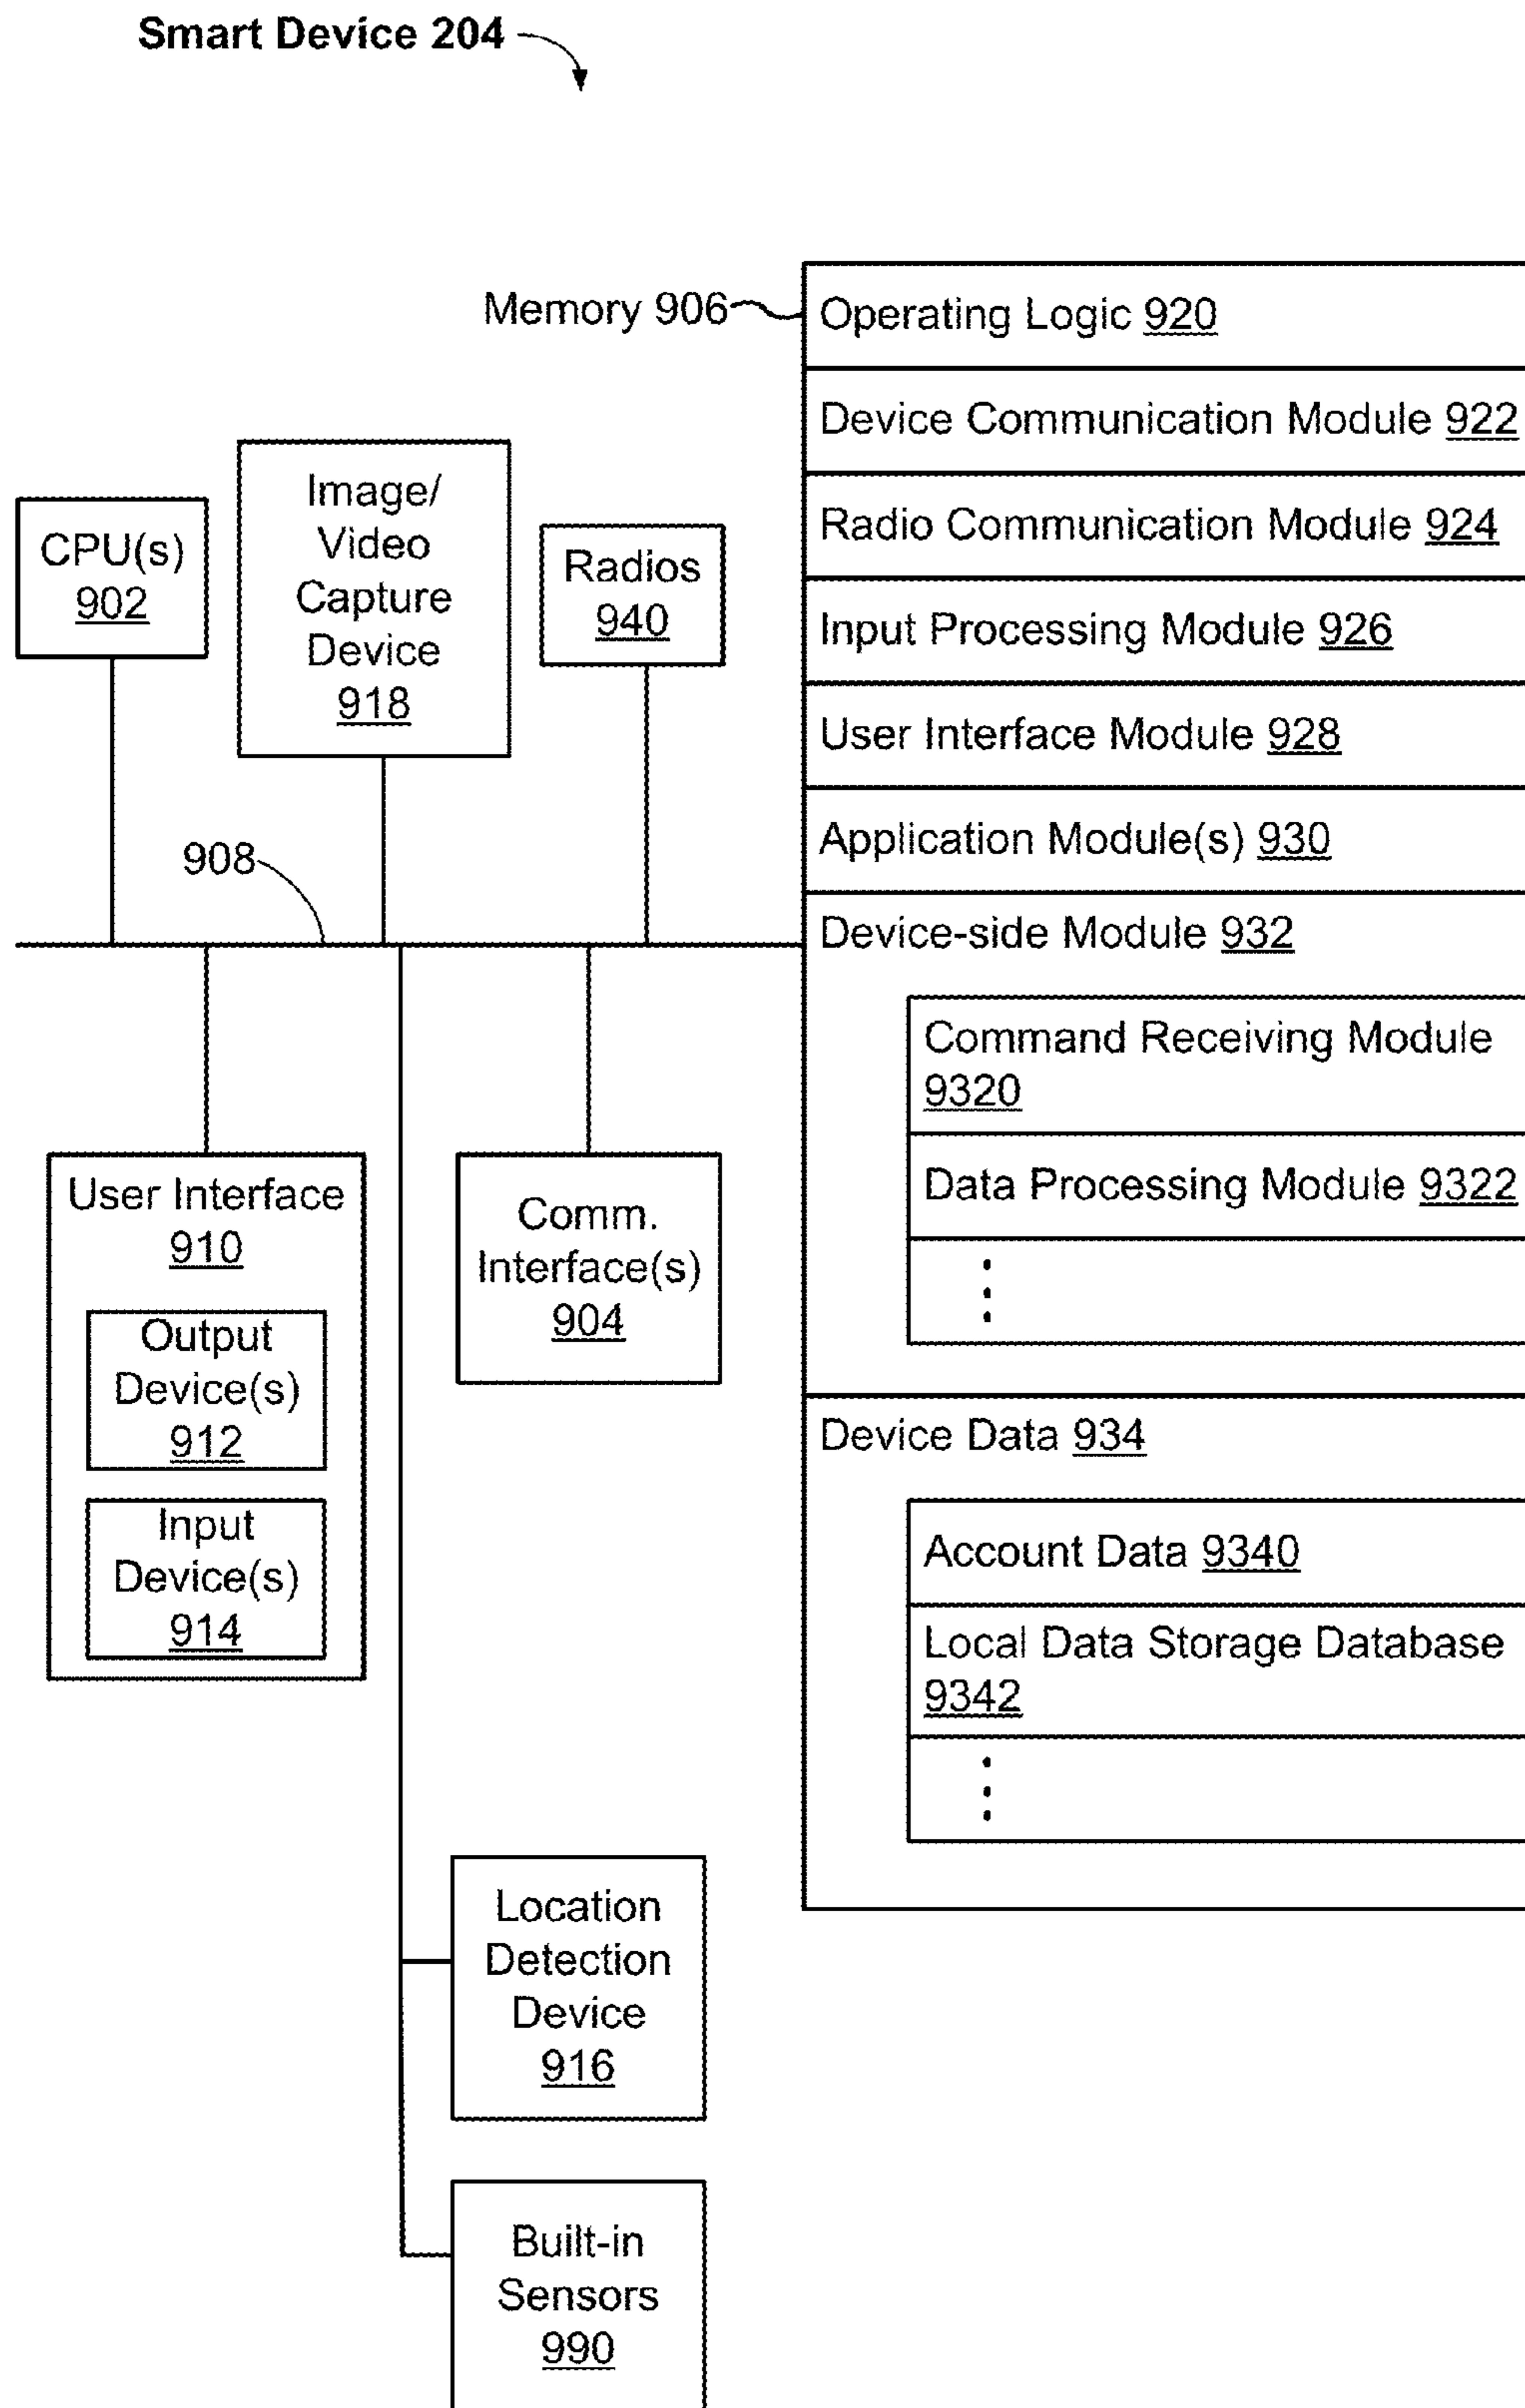 Smart Device 204
Memory 906
Operating Logic 920
Device Communication Module 922
Radio Communication Module 924
Input Processing Module 926
User Interface Module 928
Application Module(s) 930
Device-side Module 932
Command Receiving Module
9320
Data Processing Module 9322
Device Data 934
Account Data 9340
Local Data Storage Database
9342
CPU(s)
902
Image/
Video
Capture
Device
918
Radios
940
908
User Interface
910
Output
Device(s)
912
Input
Device(s)
914
Comm.
Interface(s)
904
Location
Detection
Device
916
Built-in
Sensors
990